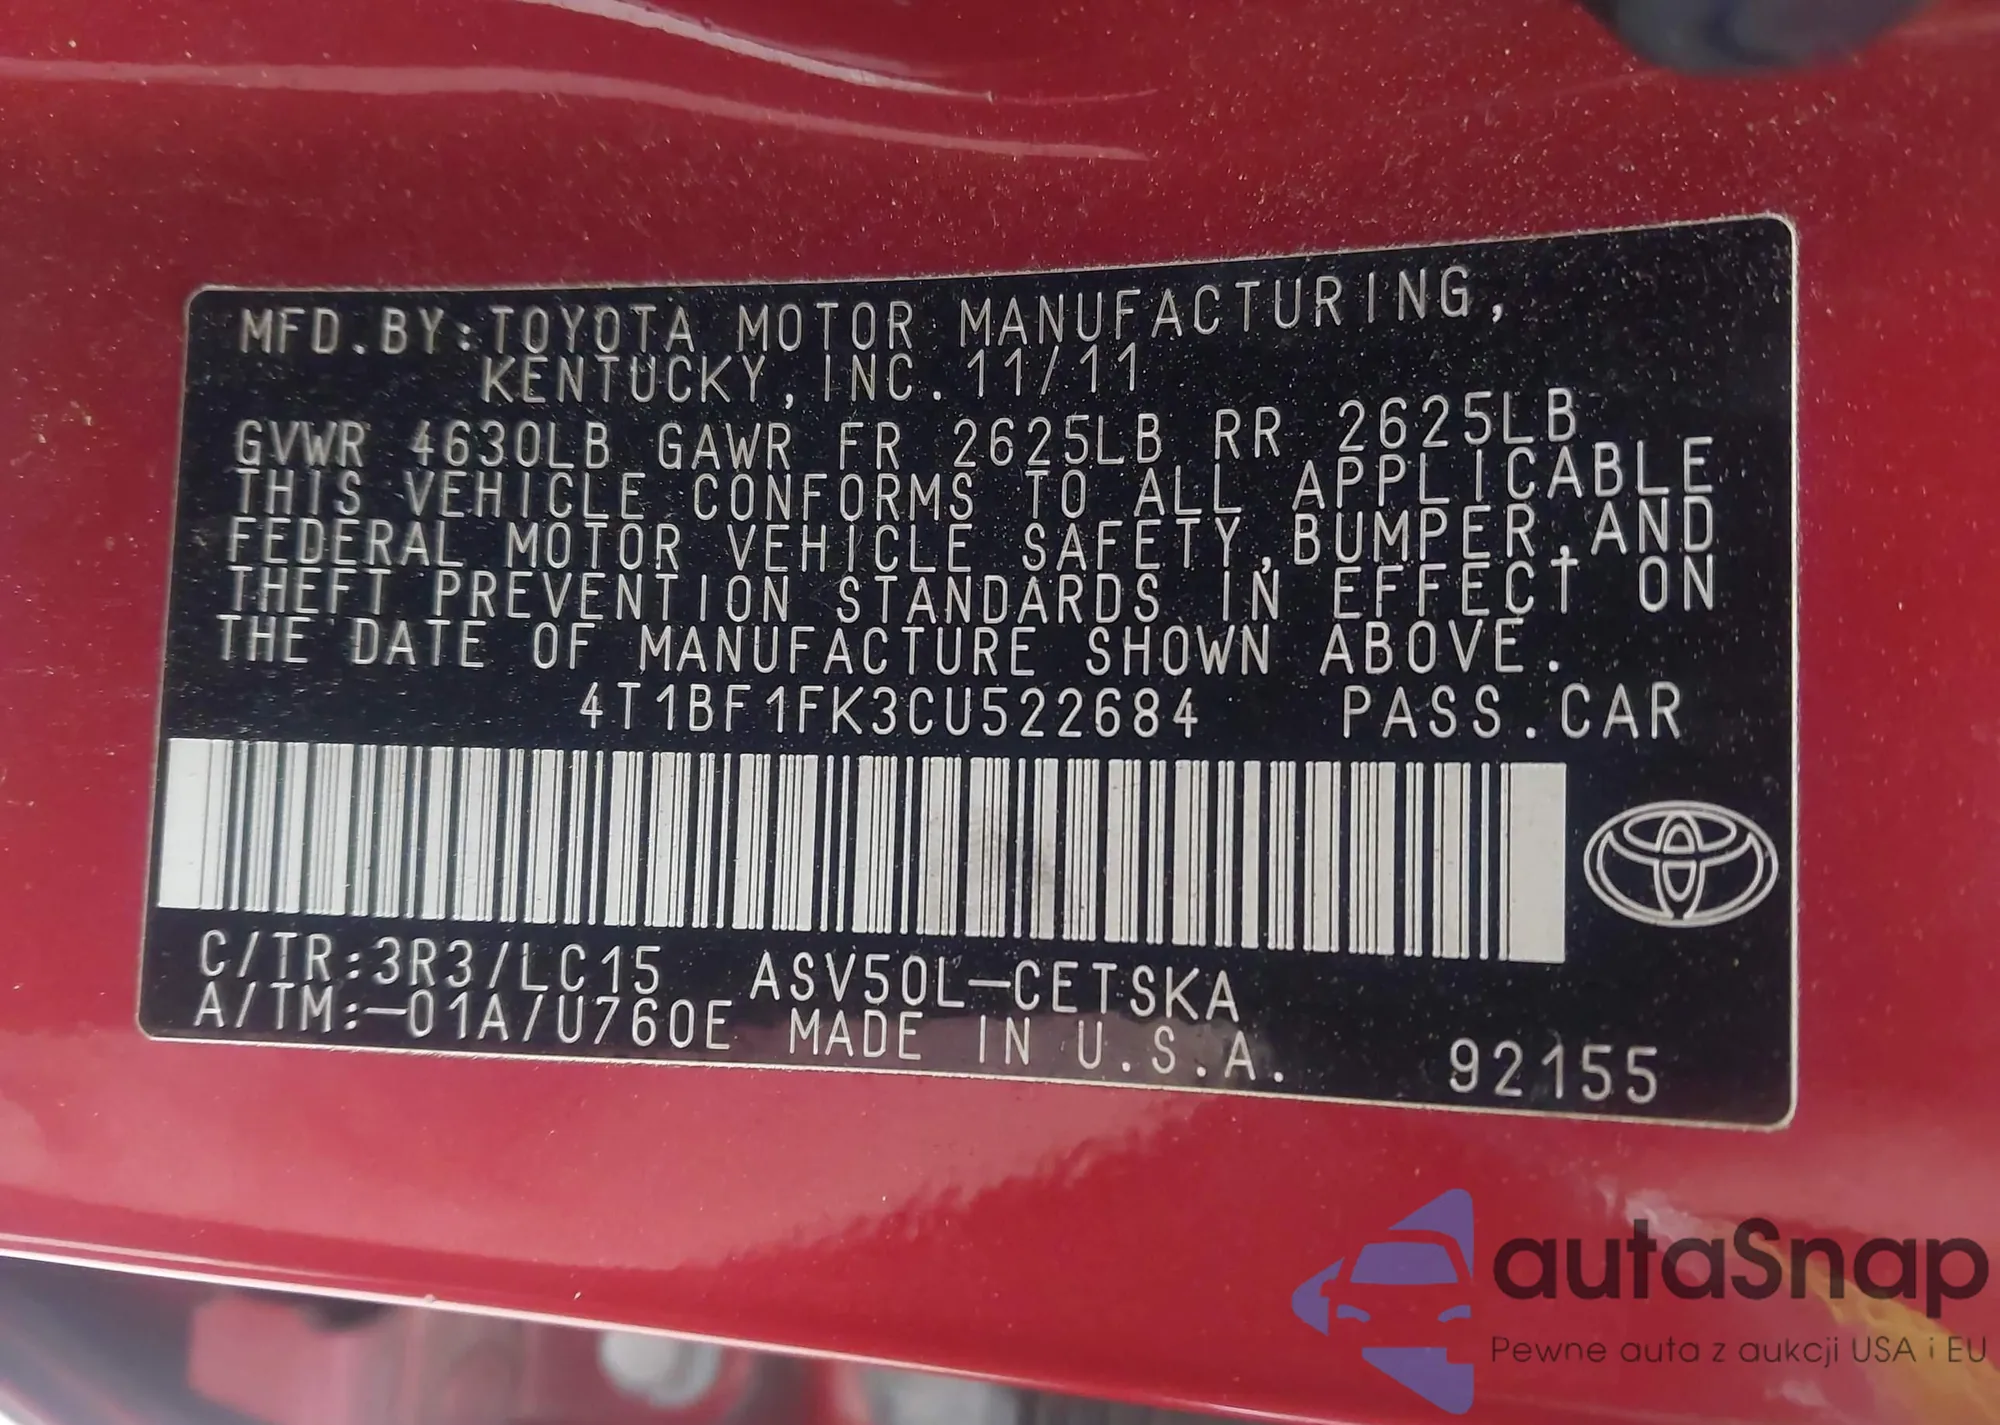 MFD.BY:TOYOTA MOTOR MANUFACTURING,
KENTUCKY, INC. 11/11
GVWR 4630LB GAWR FR 2625LB RR 2625LB
THIS VEHICLE CONFORMS TO ALL APPLICABLE
FEDERAL MOTOR VEHICLE SAFETY,BUMPER,AND
THEFT PREVENTION STANDARDS IN EFFECT ON
THE DATE OF MANUFACTURE SHOWN ABOVE.
4T1BF1FK3CU522684 PASS.CAR
C/TR:3R3/LC15 ASV50L-CETSKA
A/TM:-01A/U760E MADE IN U.S.A. 92155
autaSnap
Pewne auta z aukcji USA i EU